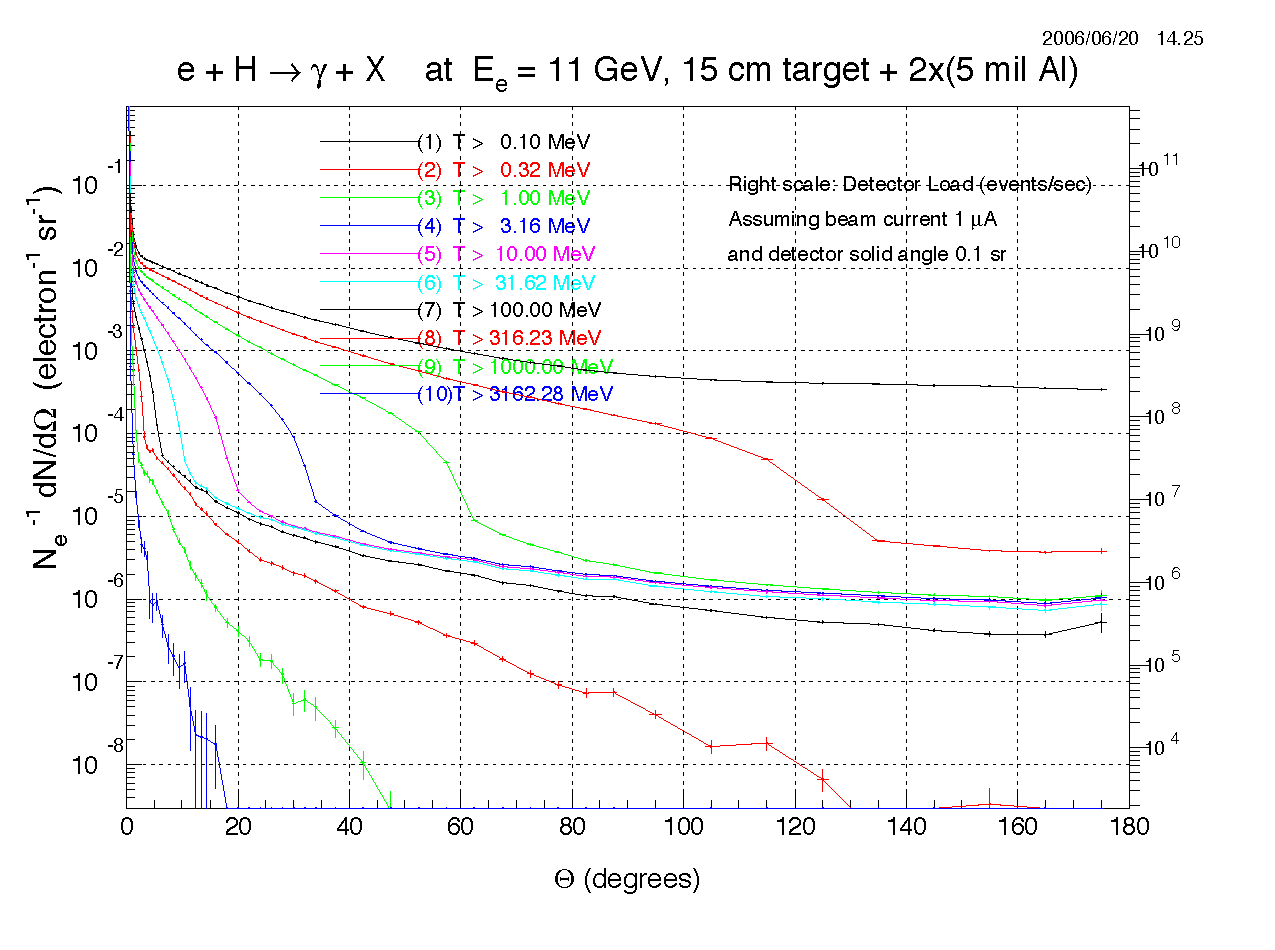 2006/06/20 14.25
e + H → γ + X at E_e = 11 GeV, 15 cm target + 2x(5 mil Al)
N_e^-1 dN/dΩ (electron^-1 sr^-1)
(1) T > 0.10 MeV
(2) T > 0.32 MeV
(3) T > 1.00 MeV
(4) T > 3.16 MeV
(5) T > 10.00 MeV
(6) T > 31.62 MeV
(7) T > 100.00 MeV
(8) T > 316.23 MeV
(9) T > 1000.00 MeV
(10) T > 3162.28 MeV
Right scale: Detector Load (events/sec)
Assuming beam current 1 μA
and detector solid angle 0.1 sr
10^-1
10^-2
10^-3
10^-4
10^-5
10^-6
10^-7
10^-8
10^11
10^10
10^9
10^8
10^7
10^6
10^5
10^4
0 20 40 60 80 100 120 140 160 180
Θ (degrees)